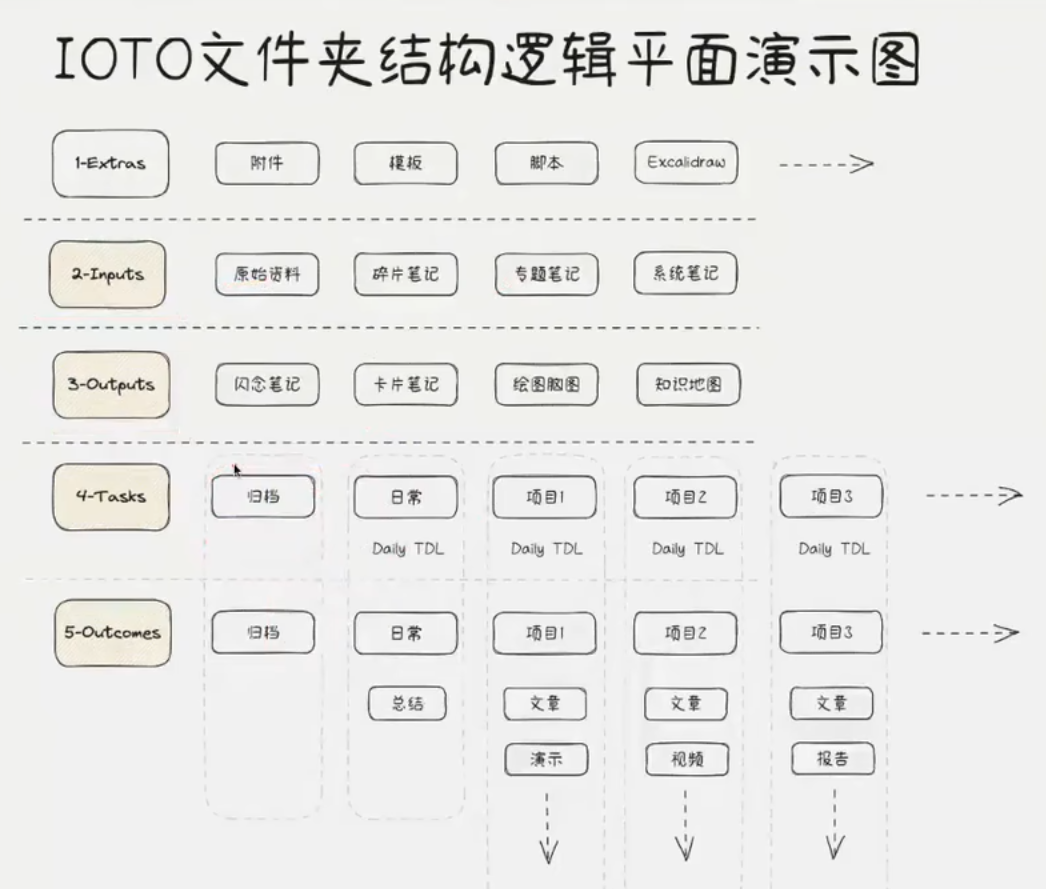 IOTO文件夹结构逻辑平面演示图
1-Extras 附件 模板 脚本 Excalidraw
2-Inputs 原始资料 碎片笔记 专题笔记 系统笔记
3-Outputs 闪念笔记 卡片笔记 绘图脑图 知识地图
4-Tasks 归档 日常 项目1 项目2 项目3
Daily TDL Daily TDL Daily TDL Daily TDL
5-Outcomes 归档 日常 项目1 项目2 项目3
总结 文章 文章 文章
演示 视频 报告